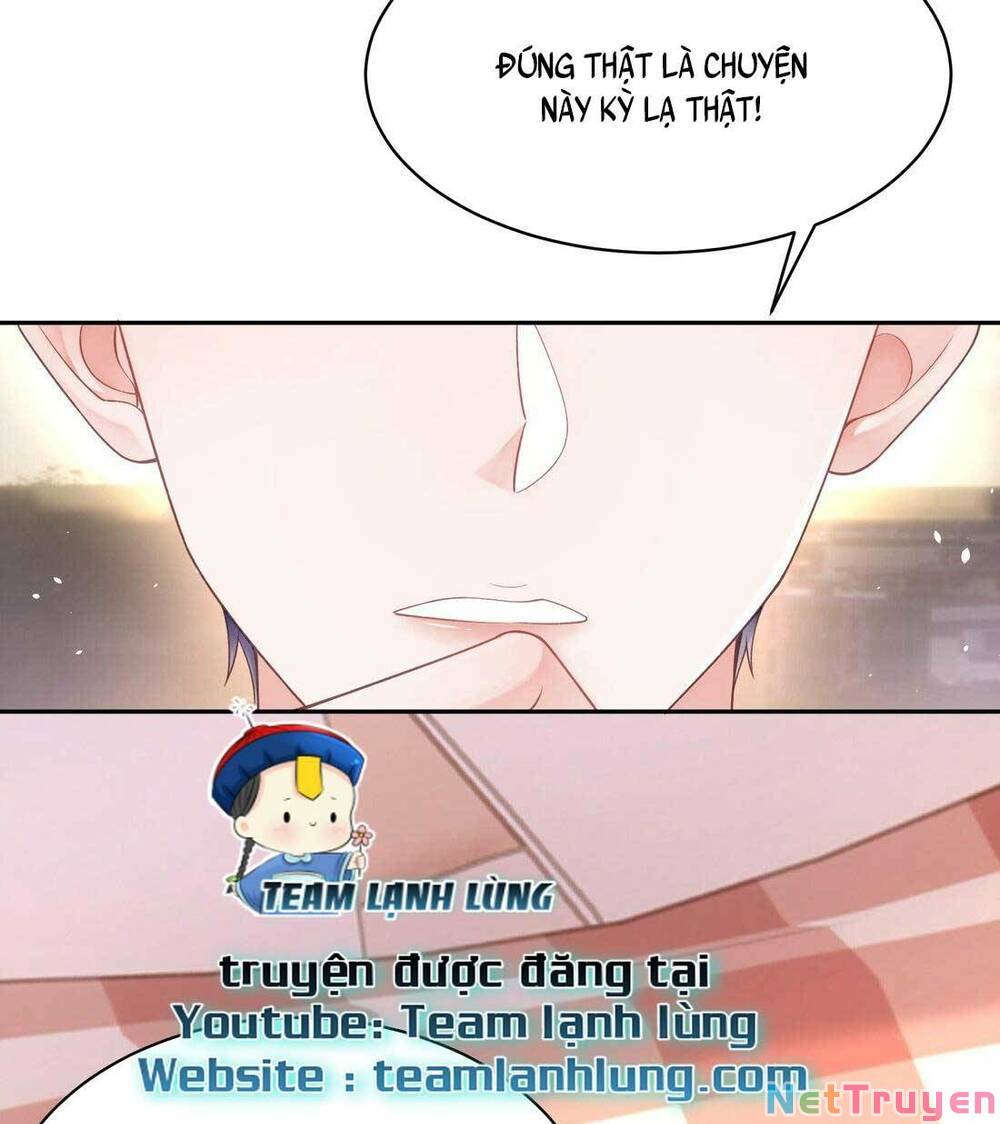 ĐÚNG THẬT LÀ CHUYỆN
NÀY KỲ LẠ THẬT!
TEAM LẠNH LÙNG
truyện được đăng tại
Youtube: Team lạnh lùng
Website : teamlanhlung.com
NetTruyen